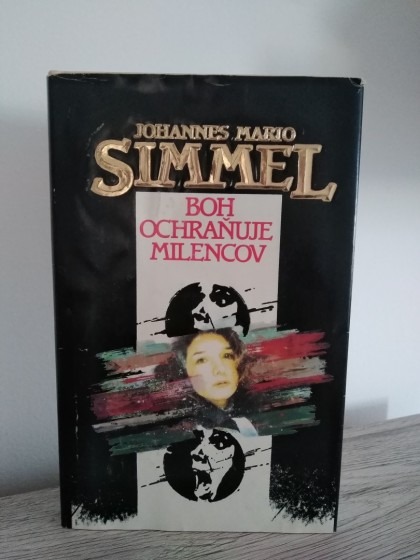 JOHANNES MARIO
SIMMEL
BOH
OCHRAŇUJE
MILENCOV